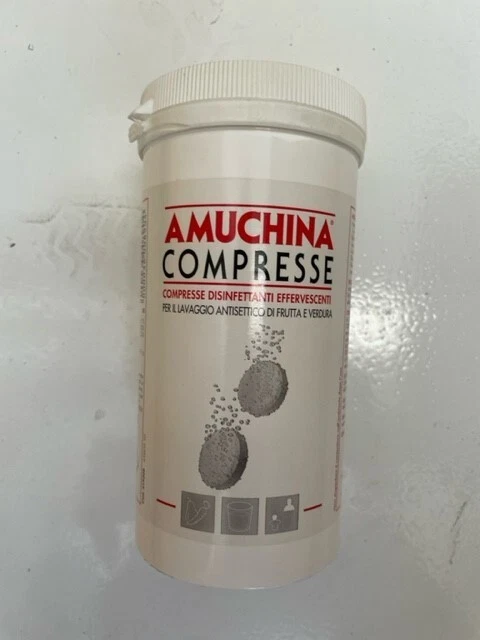 AMUCHINA®
COMPRESSE
COMPRESSE DISINFETTANTI EFFERVESCENTI
PER IL LAVAGGIO ANTISETTICO DI FRUTTA E VERDURA